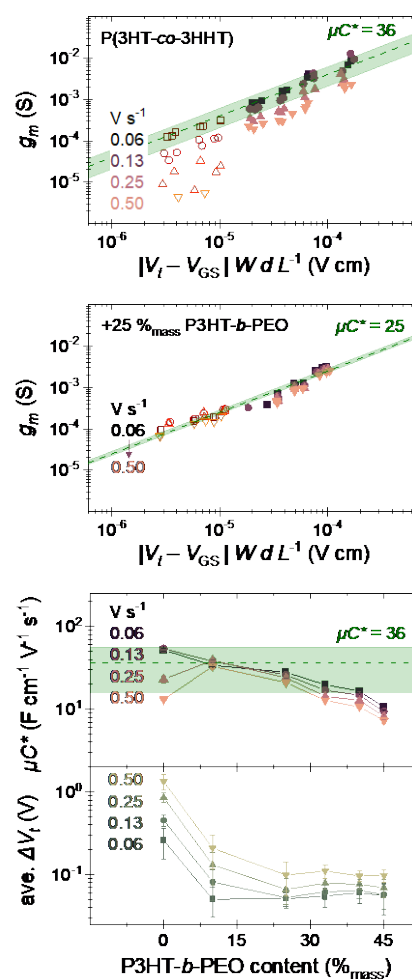 P(3HT-co-3HHT)
μC* = 36
10⁻²
10⁻³
10⁻⁴
10⁻⁵
gm (S)
V s⁻¹
0.06
0.13
0.25
0.50
10⁻⁶ 10⁻⁵ 10⁻⁴
|Vt – VGS| W d L⁻¹ (V cm)
+25 %mass P3HT-b-PEO
μC* = 25
10⁻²
10⁻³
10⁻⁴
10⁻⁵
gm (S)
V s⁻¹
0.06
0.50
10⁻⁶ 10⁻⁵ 10⁻⁴
|Vt – VGS| W d L⁻¹ (V cm)
μC* (F cm⁻¹ V⁻¹ s⁻¹)
10²
10¹
V s⁻¹
0.06
0.13
0.25
0.50
μC* = 36
ave. ΔVt (V)
10⁰
10⁻¹
0.50
0.25
0.13
0.06
0 15 30 45
P3HT-b-PEO content (%mass)